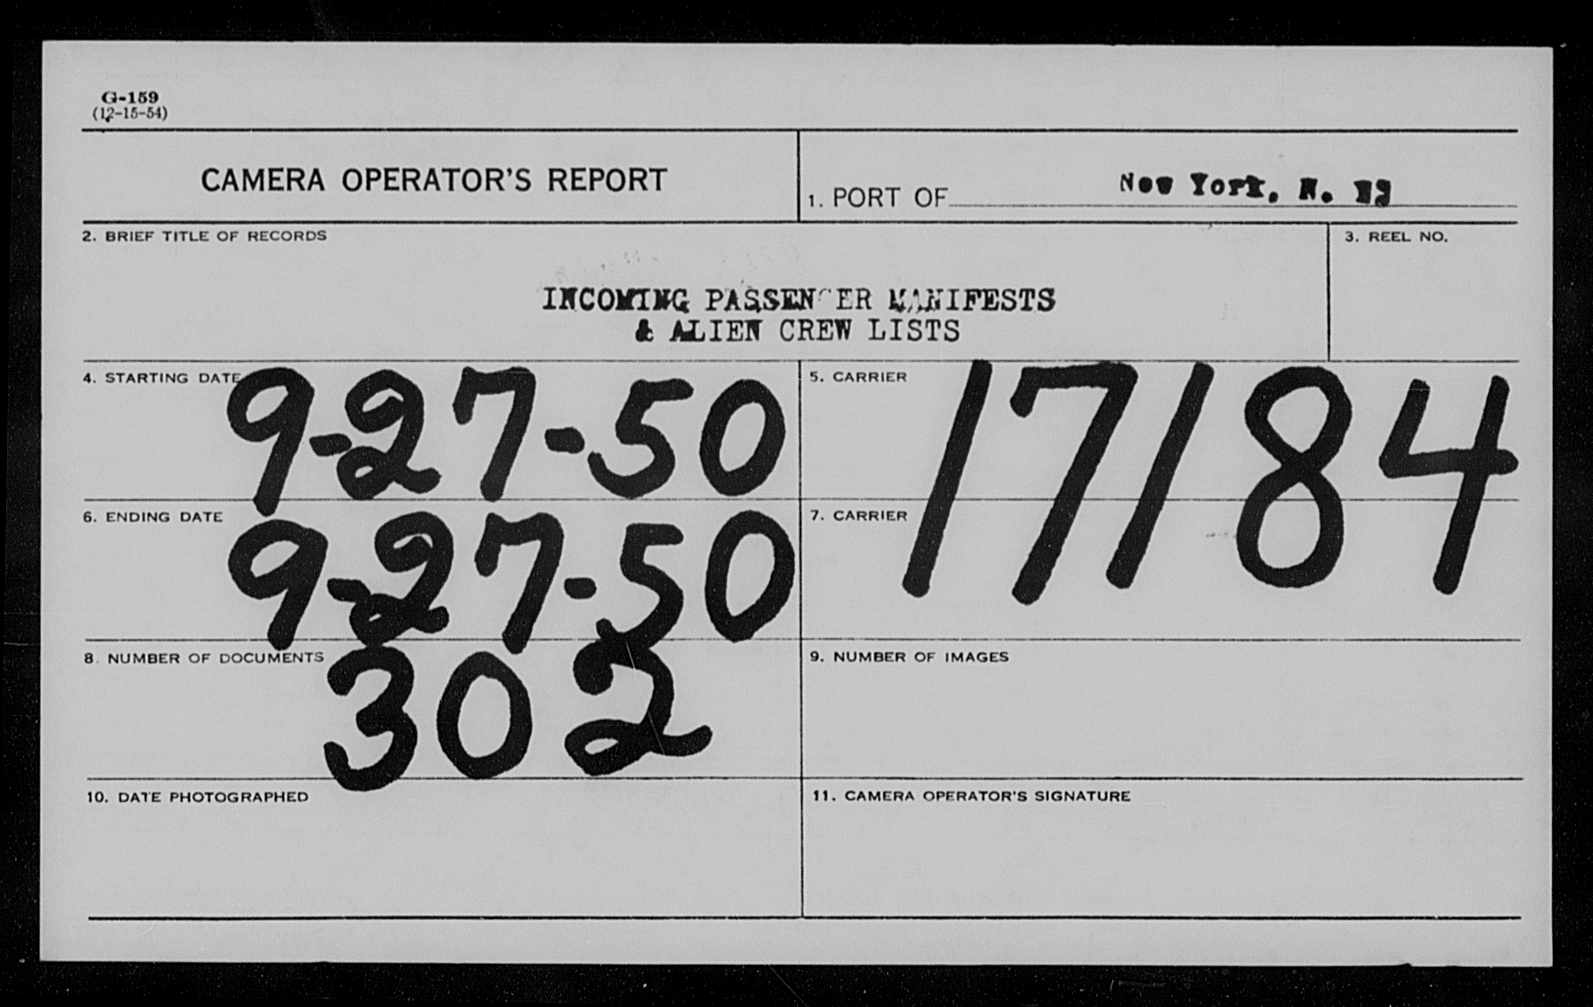 G-159
(12-15-54)
CAMERA OPERATOR'S REPORT
1. PORT OF New York, N. Y.
2. BRIEF TITLE OF RECORDS
3. REEL NO.
INCOMING PASSENGER MANIFESTS
& ALIEN CREW LISTS
4. STARTING DATE 9-27-50
5. CARRIER
17184
6. ENDING DATE 9-27-50
7. CARRIER
8. NUMBER OF DOCUMENTS 302
9. NUMBER OF IMAGES
10. DATE PHOTOGRAPHED
11. CAMERA OPERATOR'S SIGNATURE